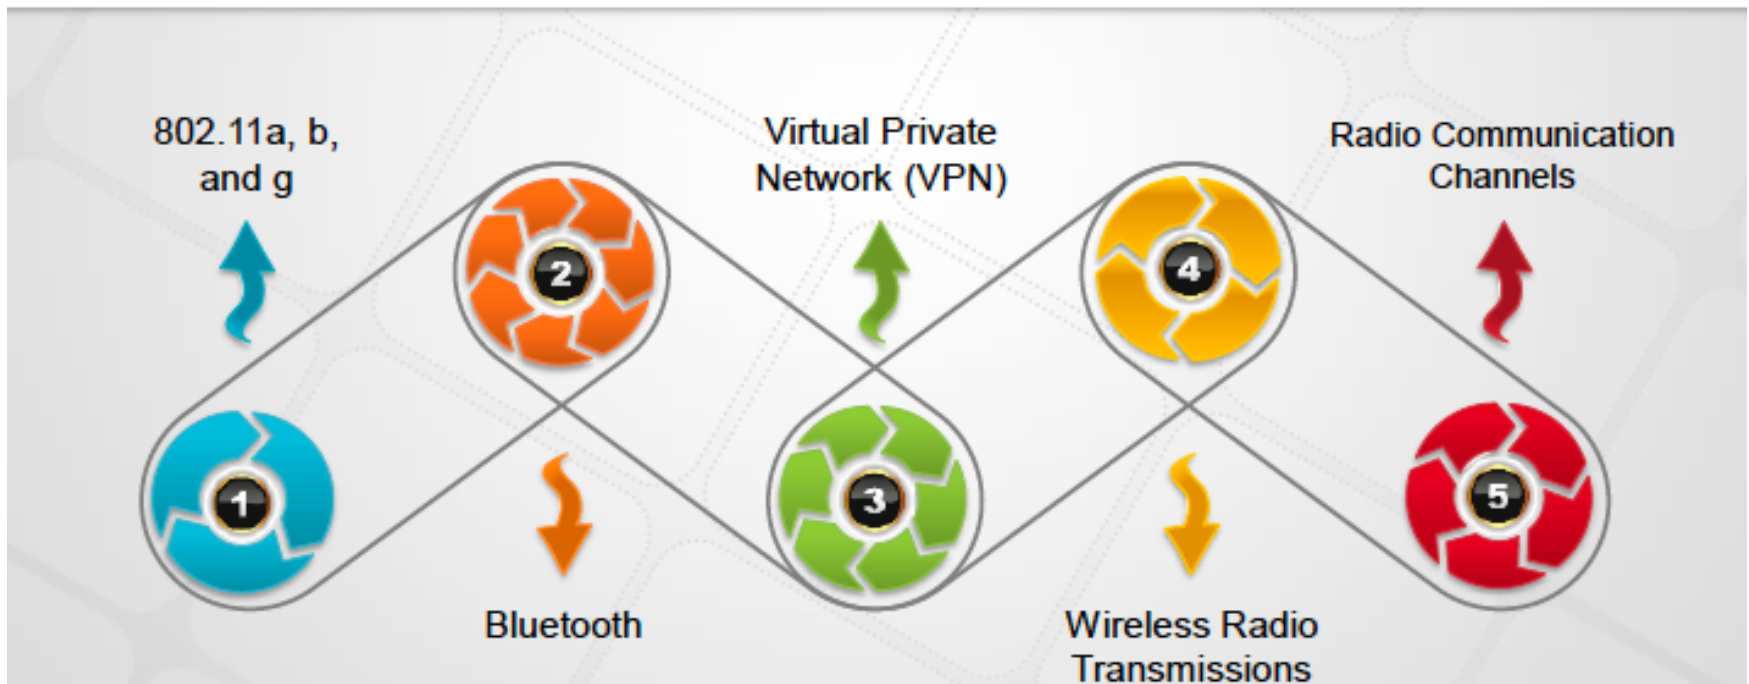 802.11a, b,
and g
1
2
Bluetooth
Virtual Private
Network (VPN)
3
4
Wireless Radio
Transmissions
Radio Communication
Channels
5